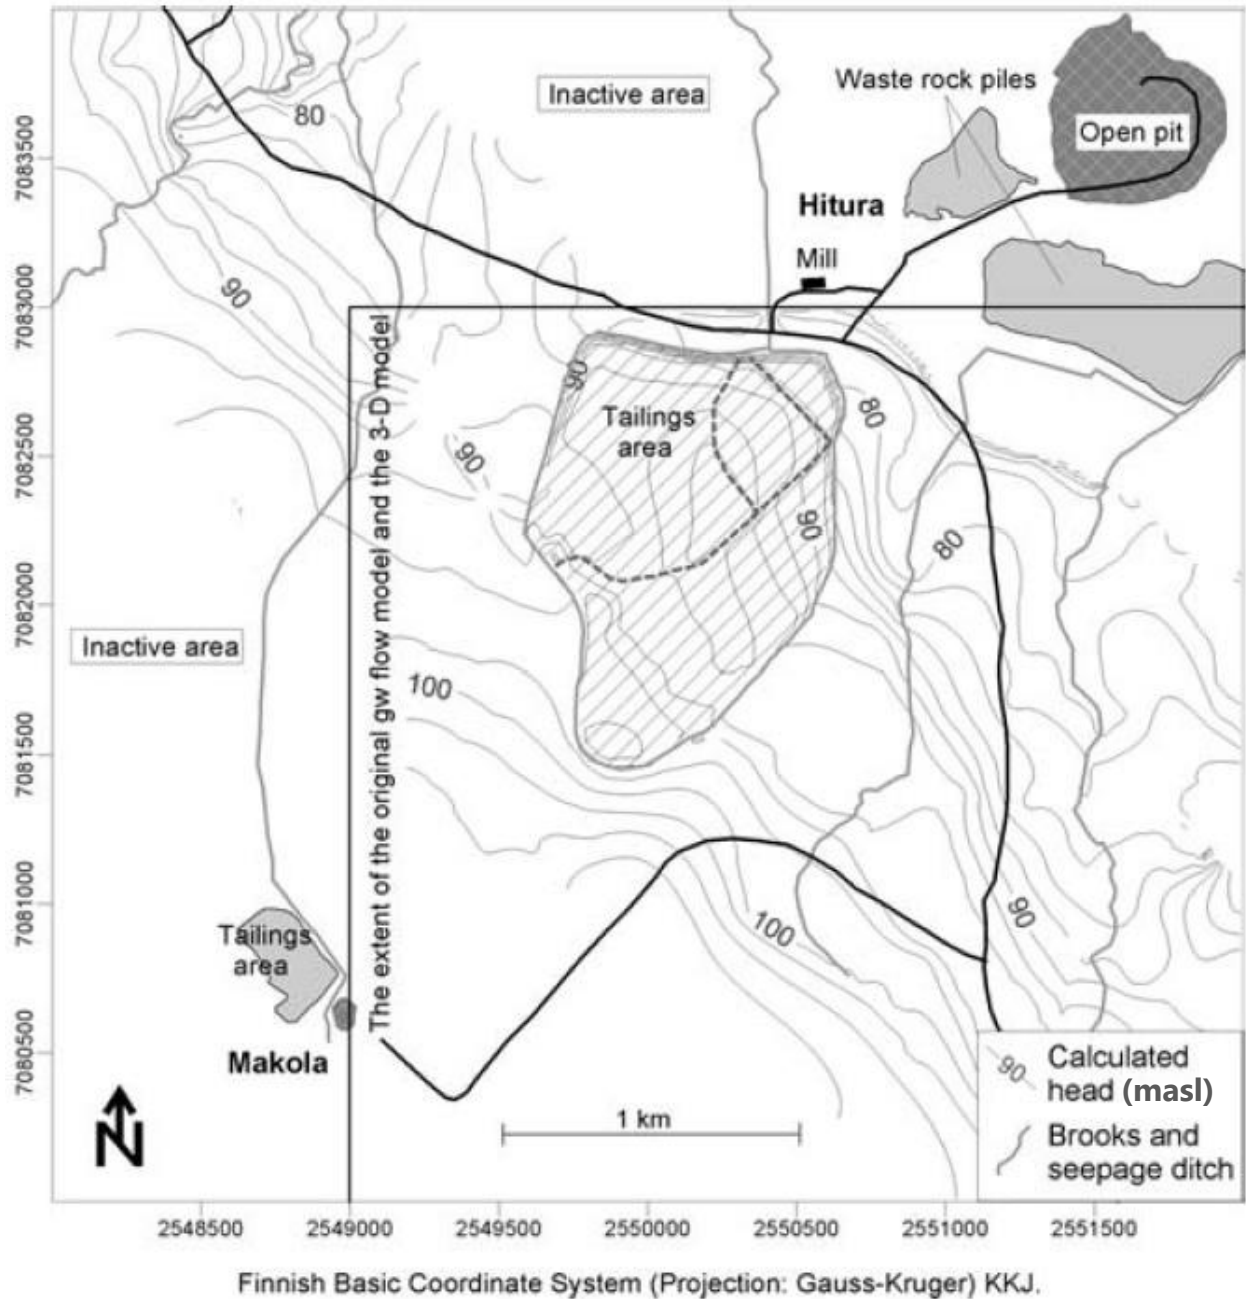 Waste rock piles
Inactive area
80
Open pit
Hitura
Mill
90
90
Tailings
area
80
90
90
80
Inactive area
100
The extent of the original gw flow model and the 3-D model
Tailings
area
90
100
Makola
N
1 km
90
Calculated
head (masl)
Brooks and
seepage ditch
7083500
7083000
7082500
7082000
7081500
7081000
7080500
2548500
2549000
2549500
2550000
2550500
2551000
2551500
Finnish Basic Coordinate System (Projection: Gauss-Kruger) KKJ.